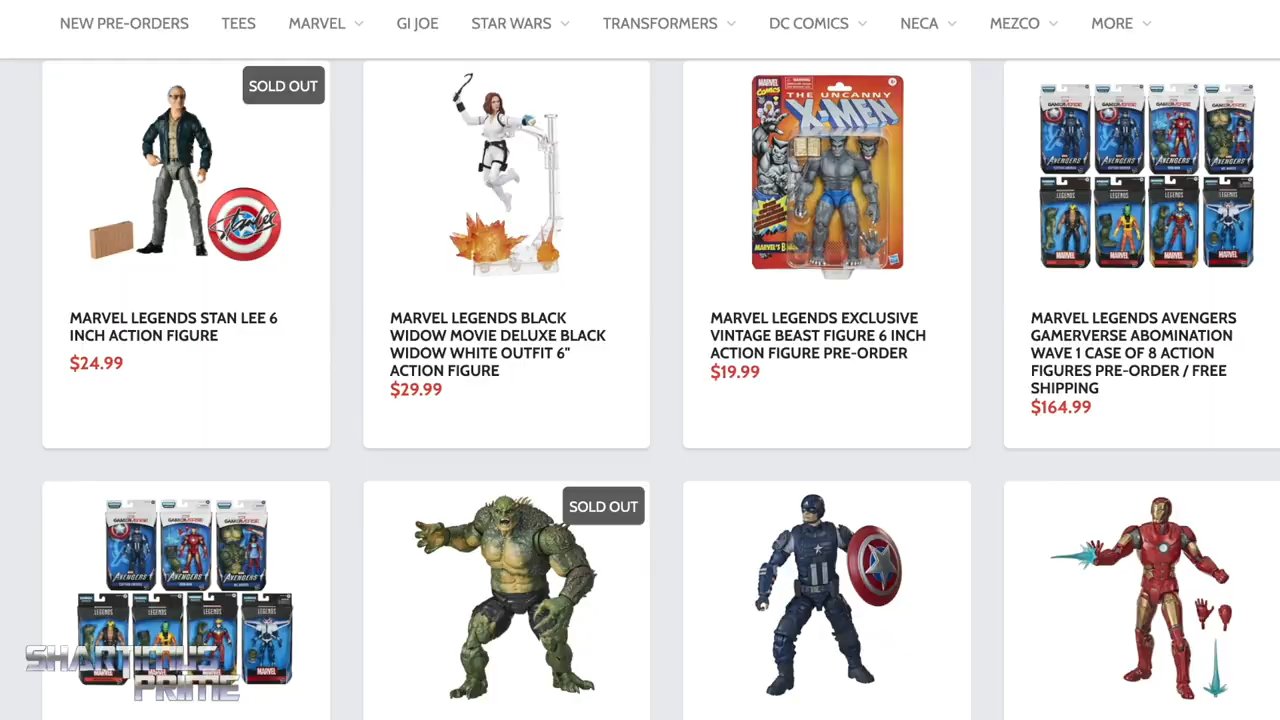 NEW PRE-ORDERS TEES MARVEL GI JOE STAR WARS TRANSFORMERS DC COMICS NECA MEZCO MORE
SOLD OUT
Stan Lee
MARVEL
COMICS
THE UNCANNY
X-MEN
MARVEL LEGENDS STAN LEE 6
INCH ACTION FIGURE
$24.99
MARVEL LEGENDS BLACK
WIDOW MOVIE DELUXE BLACK
WIDOW WHITE OUTFIT 6"
ACTION FIGURE
$29.99
MARVEL LEGENDS EXCLUSIVE
VINTAGE BEAST FIGURE 6 INCH
ACTION FIGURE PRE-ORDER
$19.99
MARVEL LEGENDS AVENGERS
GAMERVERSE ABOMINATION
WAVE 1 CASE OF 8 ACTION
FIGURES PRE-ORDER / FREE
SHIPPING
$164.99
SOLD OUT
SHARTIMUS
PRIME